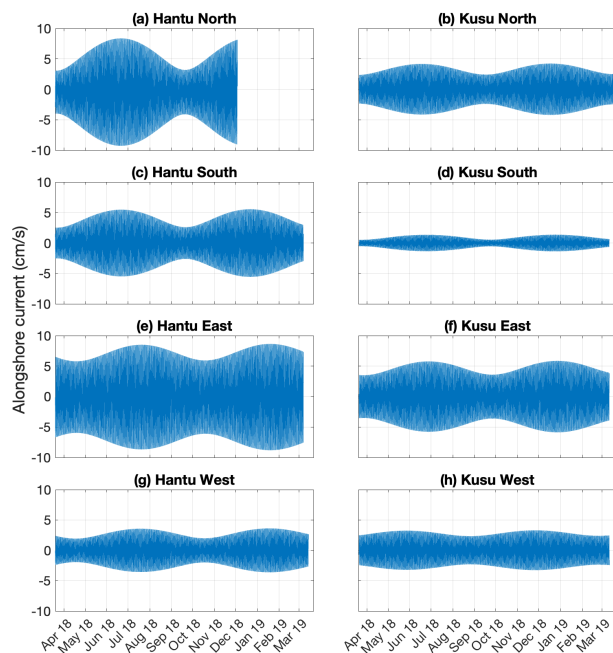 (a) Hantu North
(b) Kusu North
10
5
0
-5
-10
(c) Hantu South
(d) Kusu South
10
5
0
-5
-10
Alongshore current (cm/s)
(e) Hantu East
(f) Kusu East
10
5
0
-5
-10
(g) Hantu West
(h) Kusu West
10
5
0
-5
-10
Apr 18 May 18 Jun 18 Jul 18 Aug 18 Sep 18 Oct 18 Nov 18 Dec 18 Jan 19 Feb 19 Mar 19
Apr 18 May 18 Jun 18 Jul 18 Aug 18 Sep 18 Oct 18 Nov 18 Dec 18 Jan 19 Feb 19 Mar 19